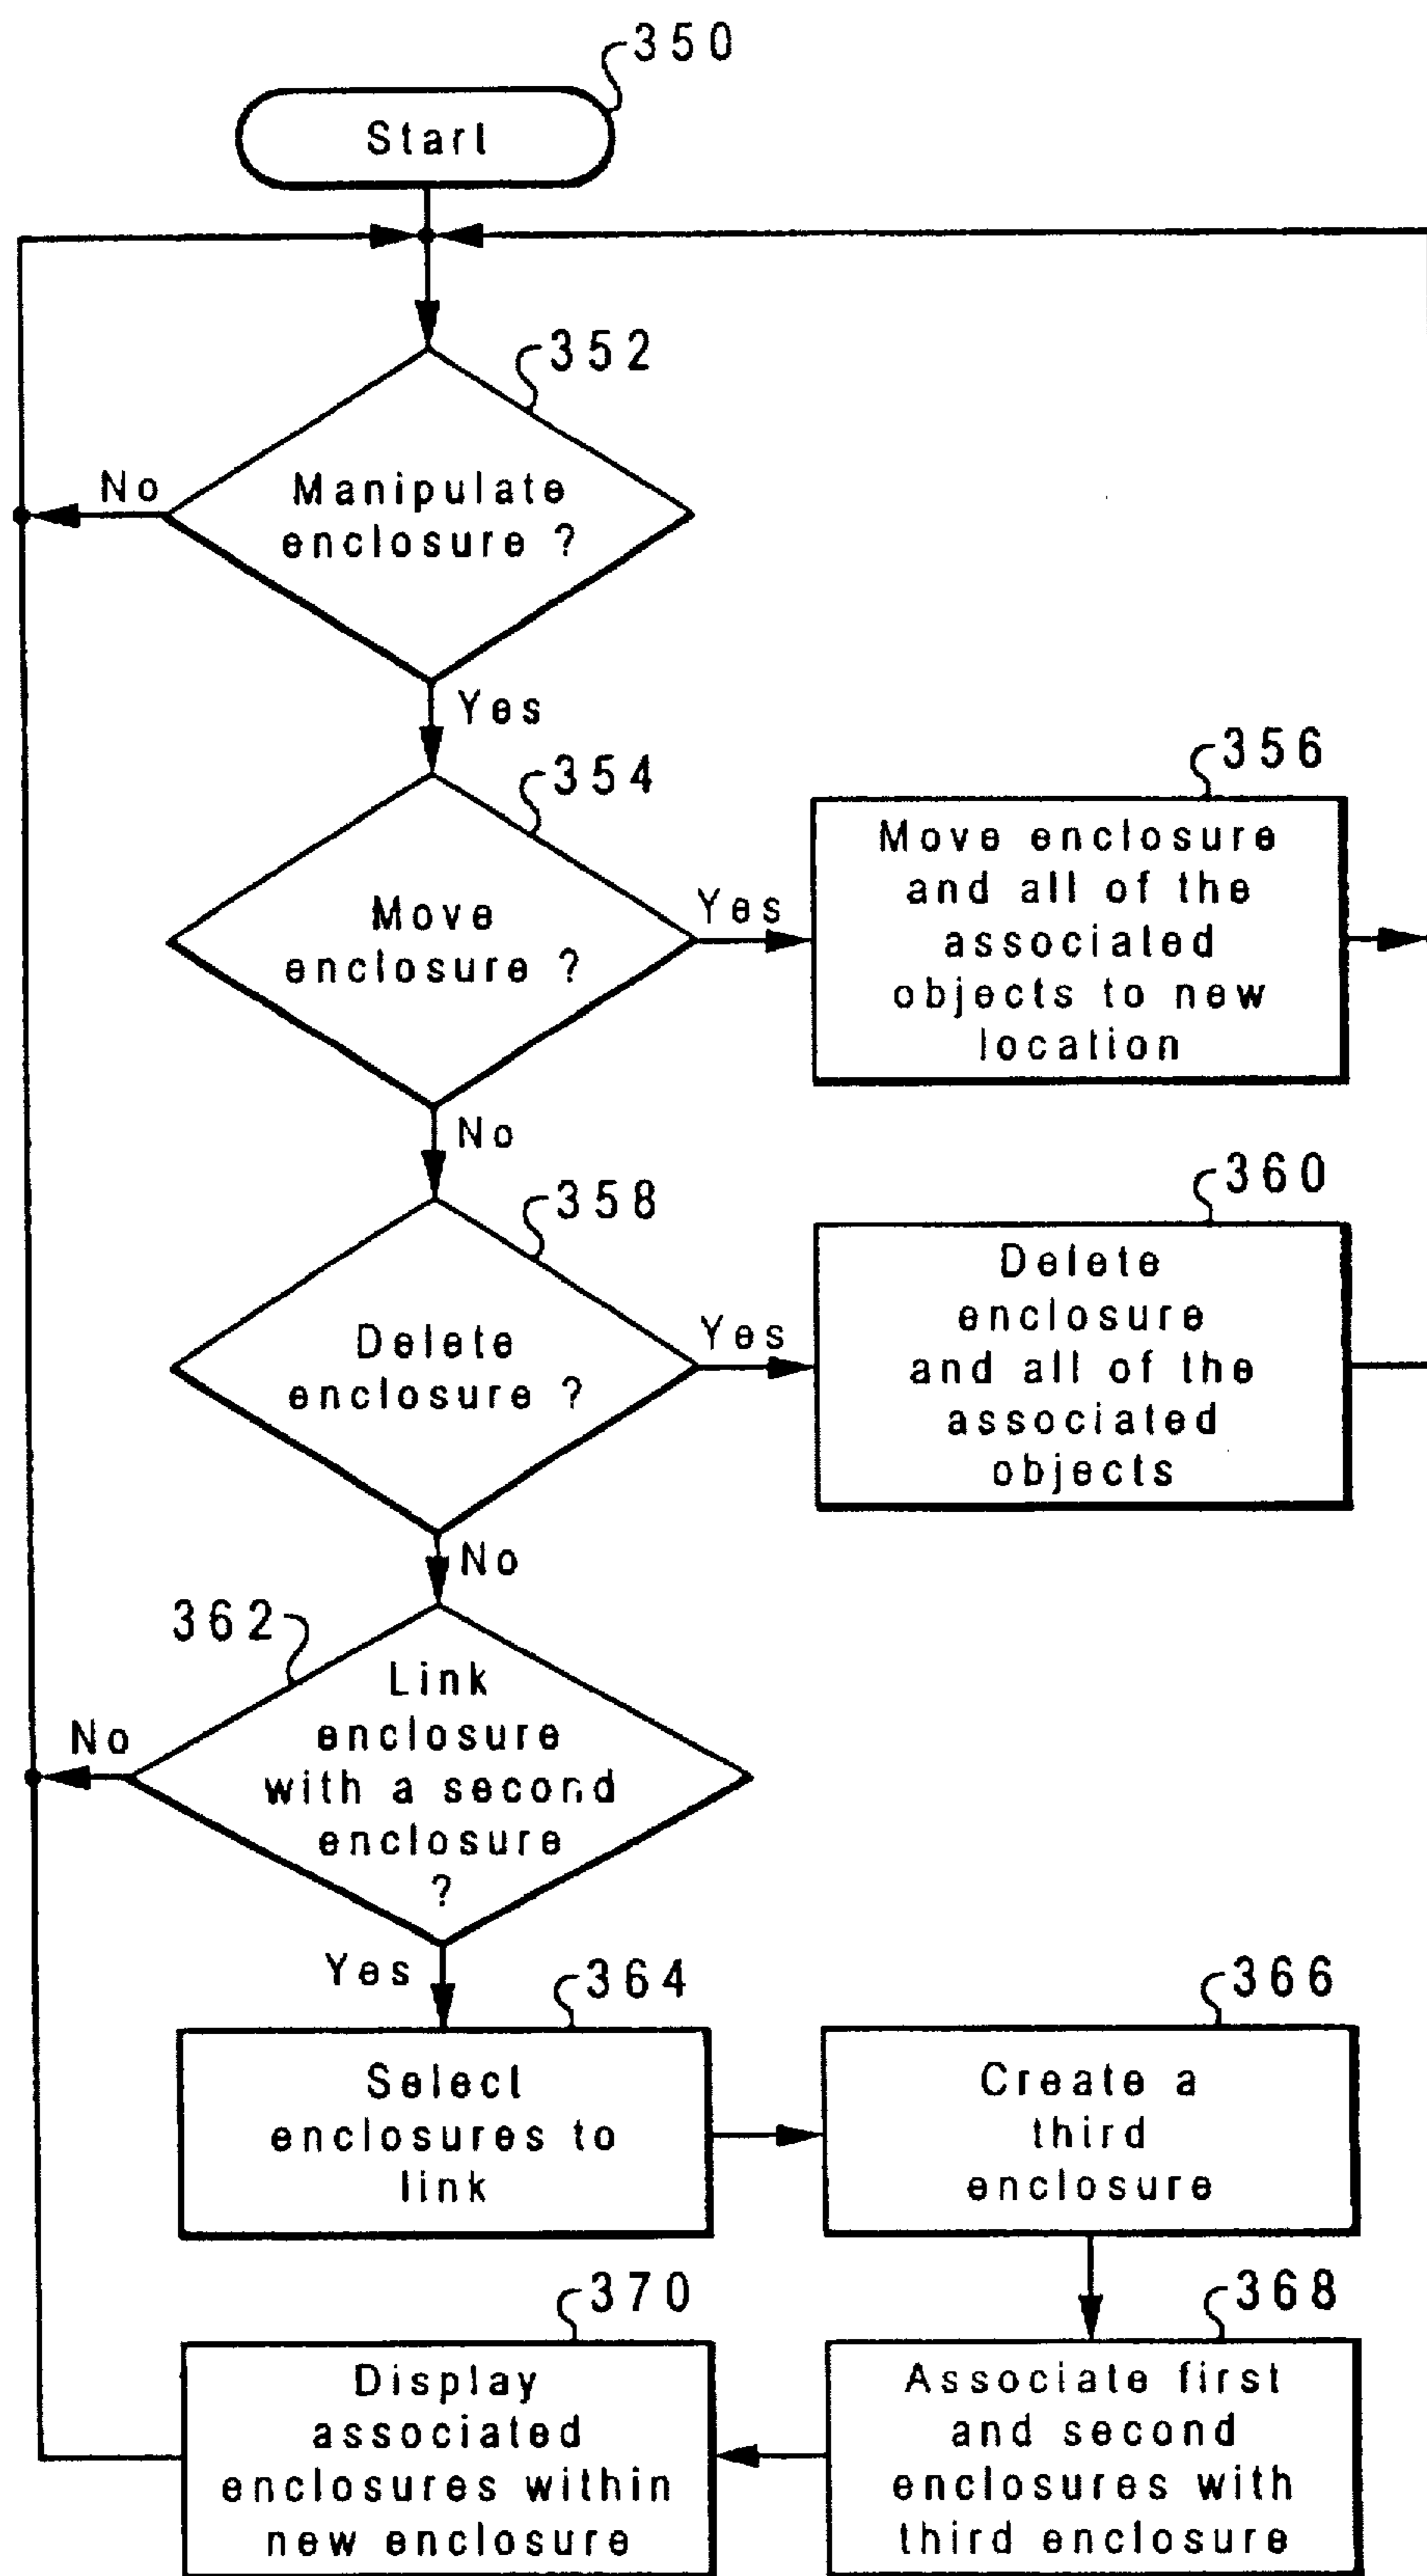 350
Start
352
Manipulate
enclosure ?
No
Yes
354
Move
enclosure ?
Yes
356
Move enclosure
and all of the
associated
objects to new
location
No
358
Delete
enclosure ?
Yes
360
Delete
enclosure
and all of the
associated
objects
No
362
Link
enclosure
with a second
enclosure
?
No
Yes
364
Select
enclosures to
link
366
Create a
third
enclosure
368
Associate first
and second
enclosures with
third enclosure
370
Display
associated
enclosures within
new enclosure